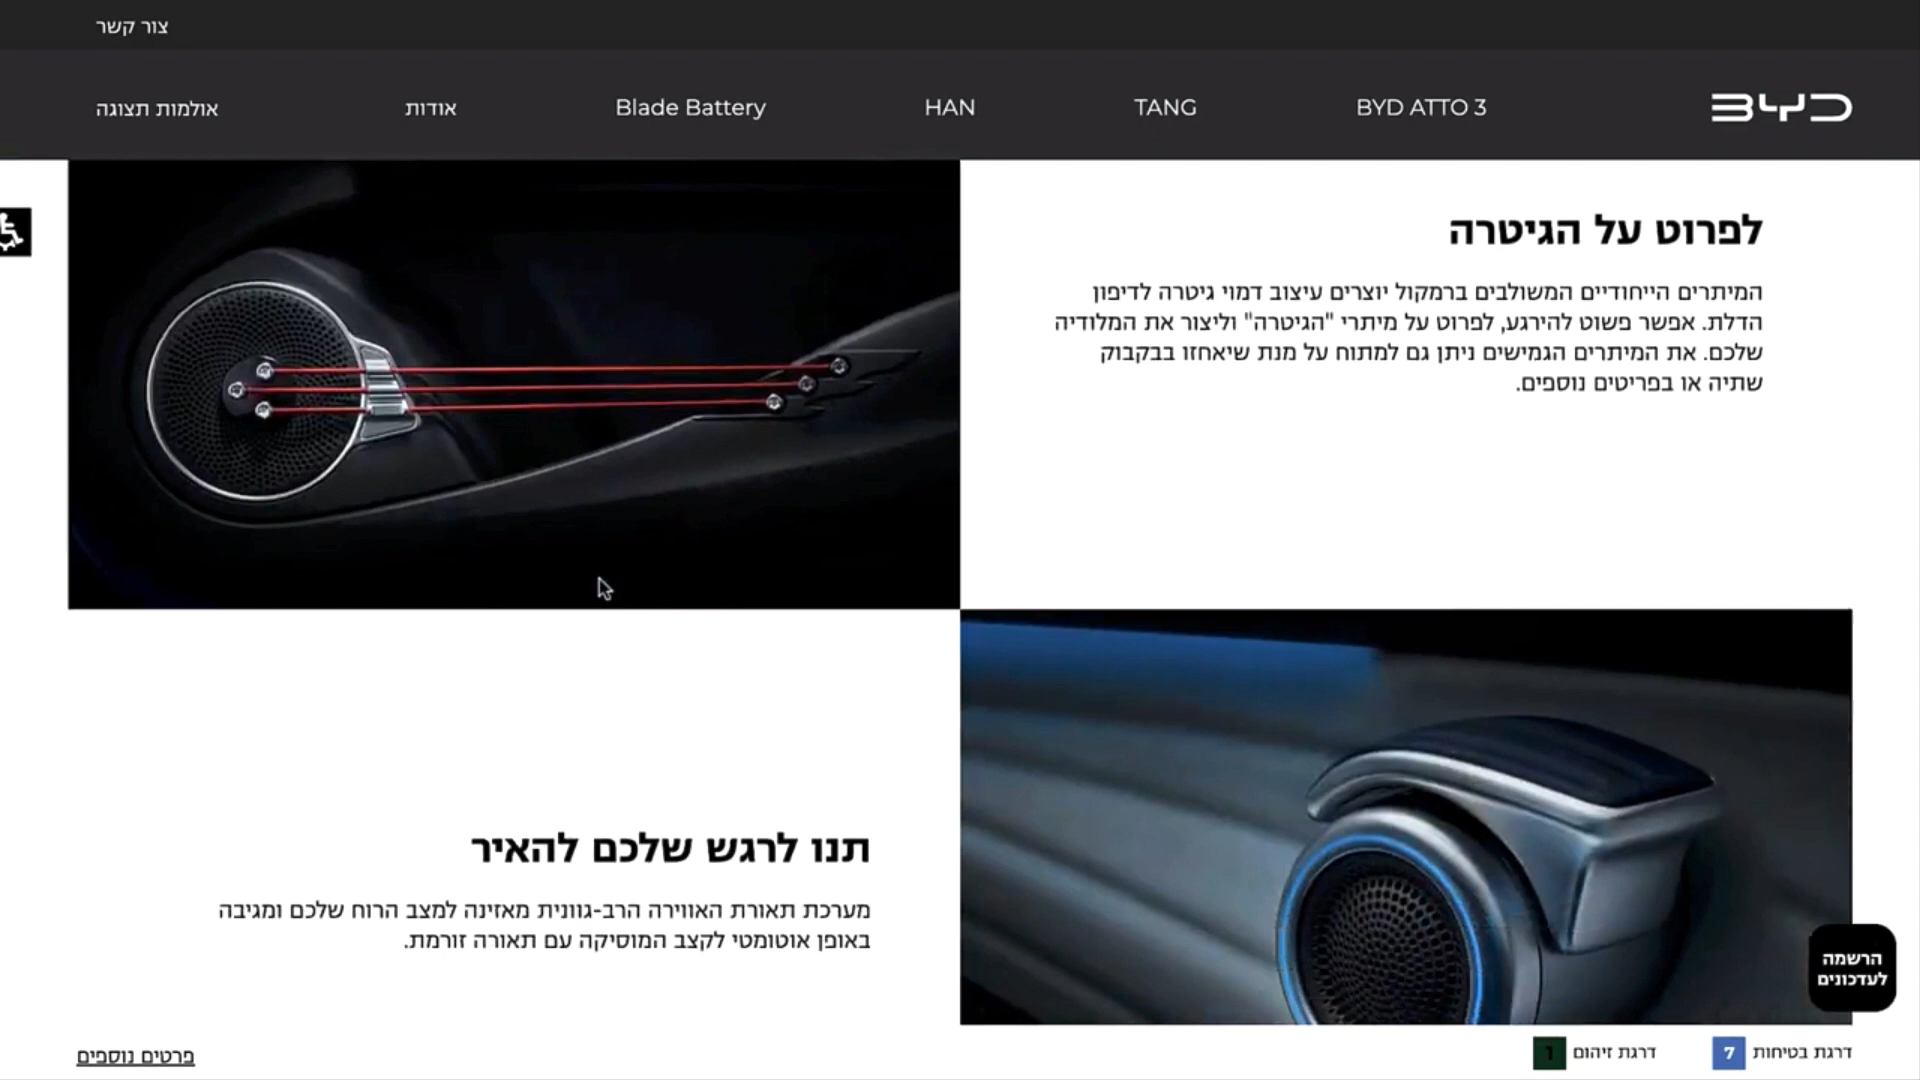 צור קשר
BYD
BYD ATTO 3
TANG
HAN
Blade Battery
אודות
אולמות תצוגה
לפרוט על הגיטרה
המיתרים הייחודיים המשולבים ברמקול יוצרים עיצוב דמוי גיטרה לדיפון
הדלת. אפשר פשוט להירגע, לפרוט על מיתרי "הגיטרה" וליצור את המלודיה
שלכם. את המיתרים הגמישים ניתן גם למתוח על מנת שיאחזו בבקבוק
שתיה או בפריטים נוספים.
תנו לרגש שלכם להאיר
מערכת תאורת האווירה הרב-גוונית מאזינה למצב הרוח שלכם ומגיבה
באופן אוטומטי לקצב המוסיקה עם תאורה זורמת.
הרשמה
לעדכונים
דרגת בטיחות 7
דרגת זיהום 1
פרטים נוספים